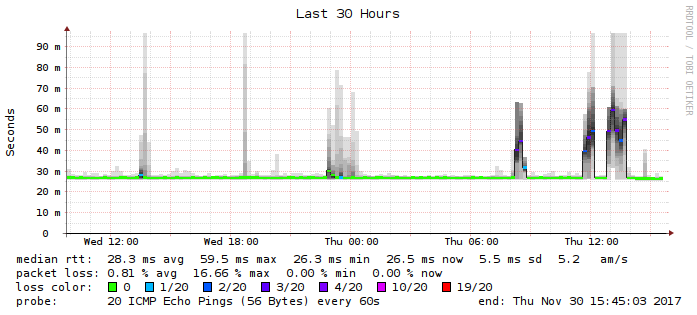 Last 30 Hours
RRDTOOL / TOBI OETIKER
Seconds
90 m
80 m
70 m
60 m
50 m
40 m
30 m
20 m
10 m
0
Wed 12:00 Wed 18:00 Thu 00:00 Thu 06:00 Thu 12:00
median rtt: 28.3 ms avg 59.5 ms max 26.3 ms min 26.5 ms now 5.5 ms sd 5.2 am/s
packet loss: 0.81 % avg 16.66 % max 0.00 % min 0.00 % now
loss color: 0 1/20 2/20 3/20 4/20 10/20 19/20
probe: 20 ICMP Echo Pings (56 Bytes) every 60s end: Thu Nov 30 15:45:03 2017